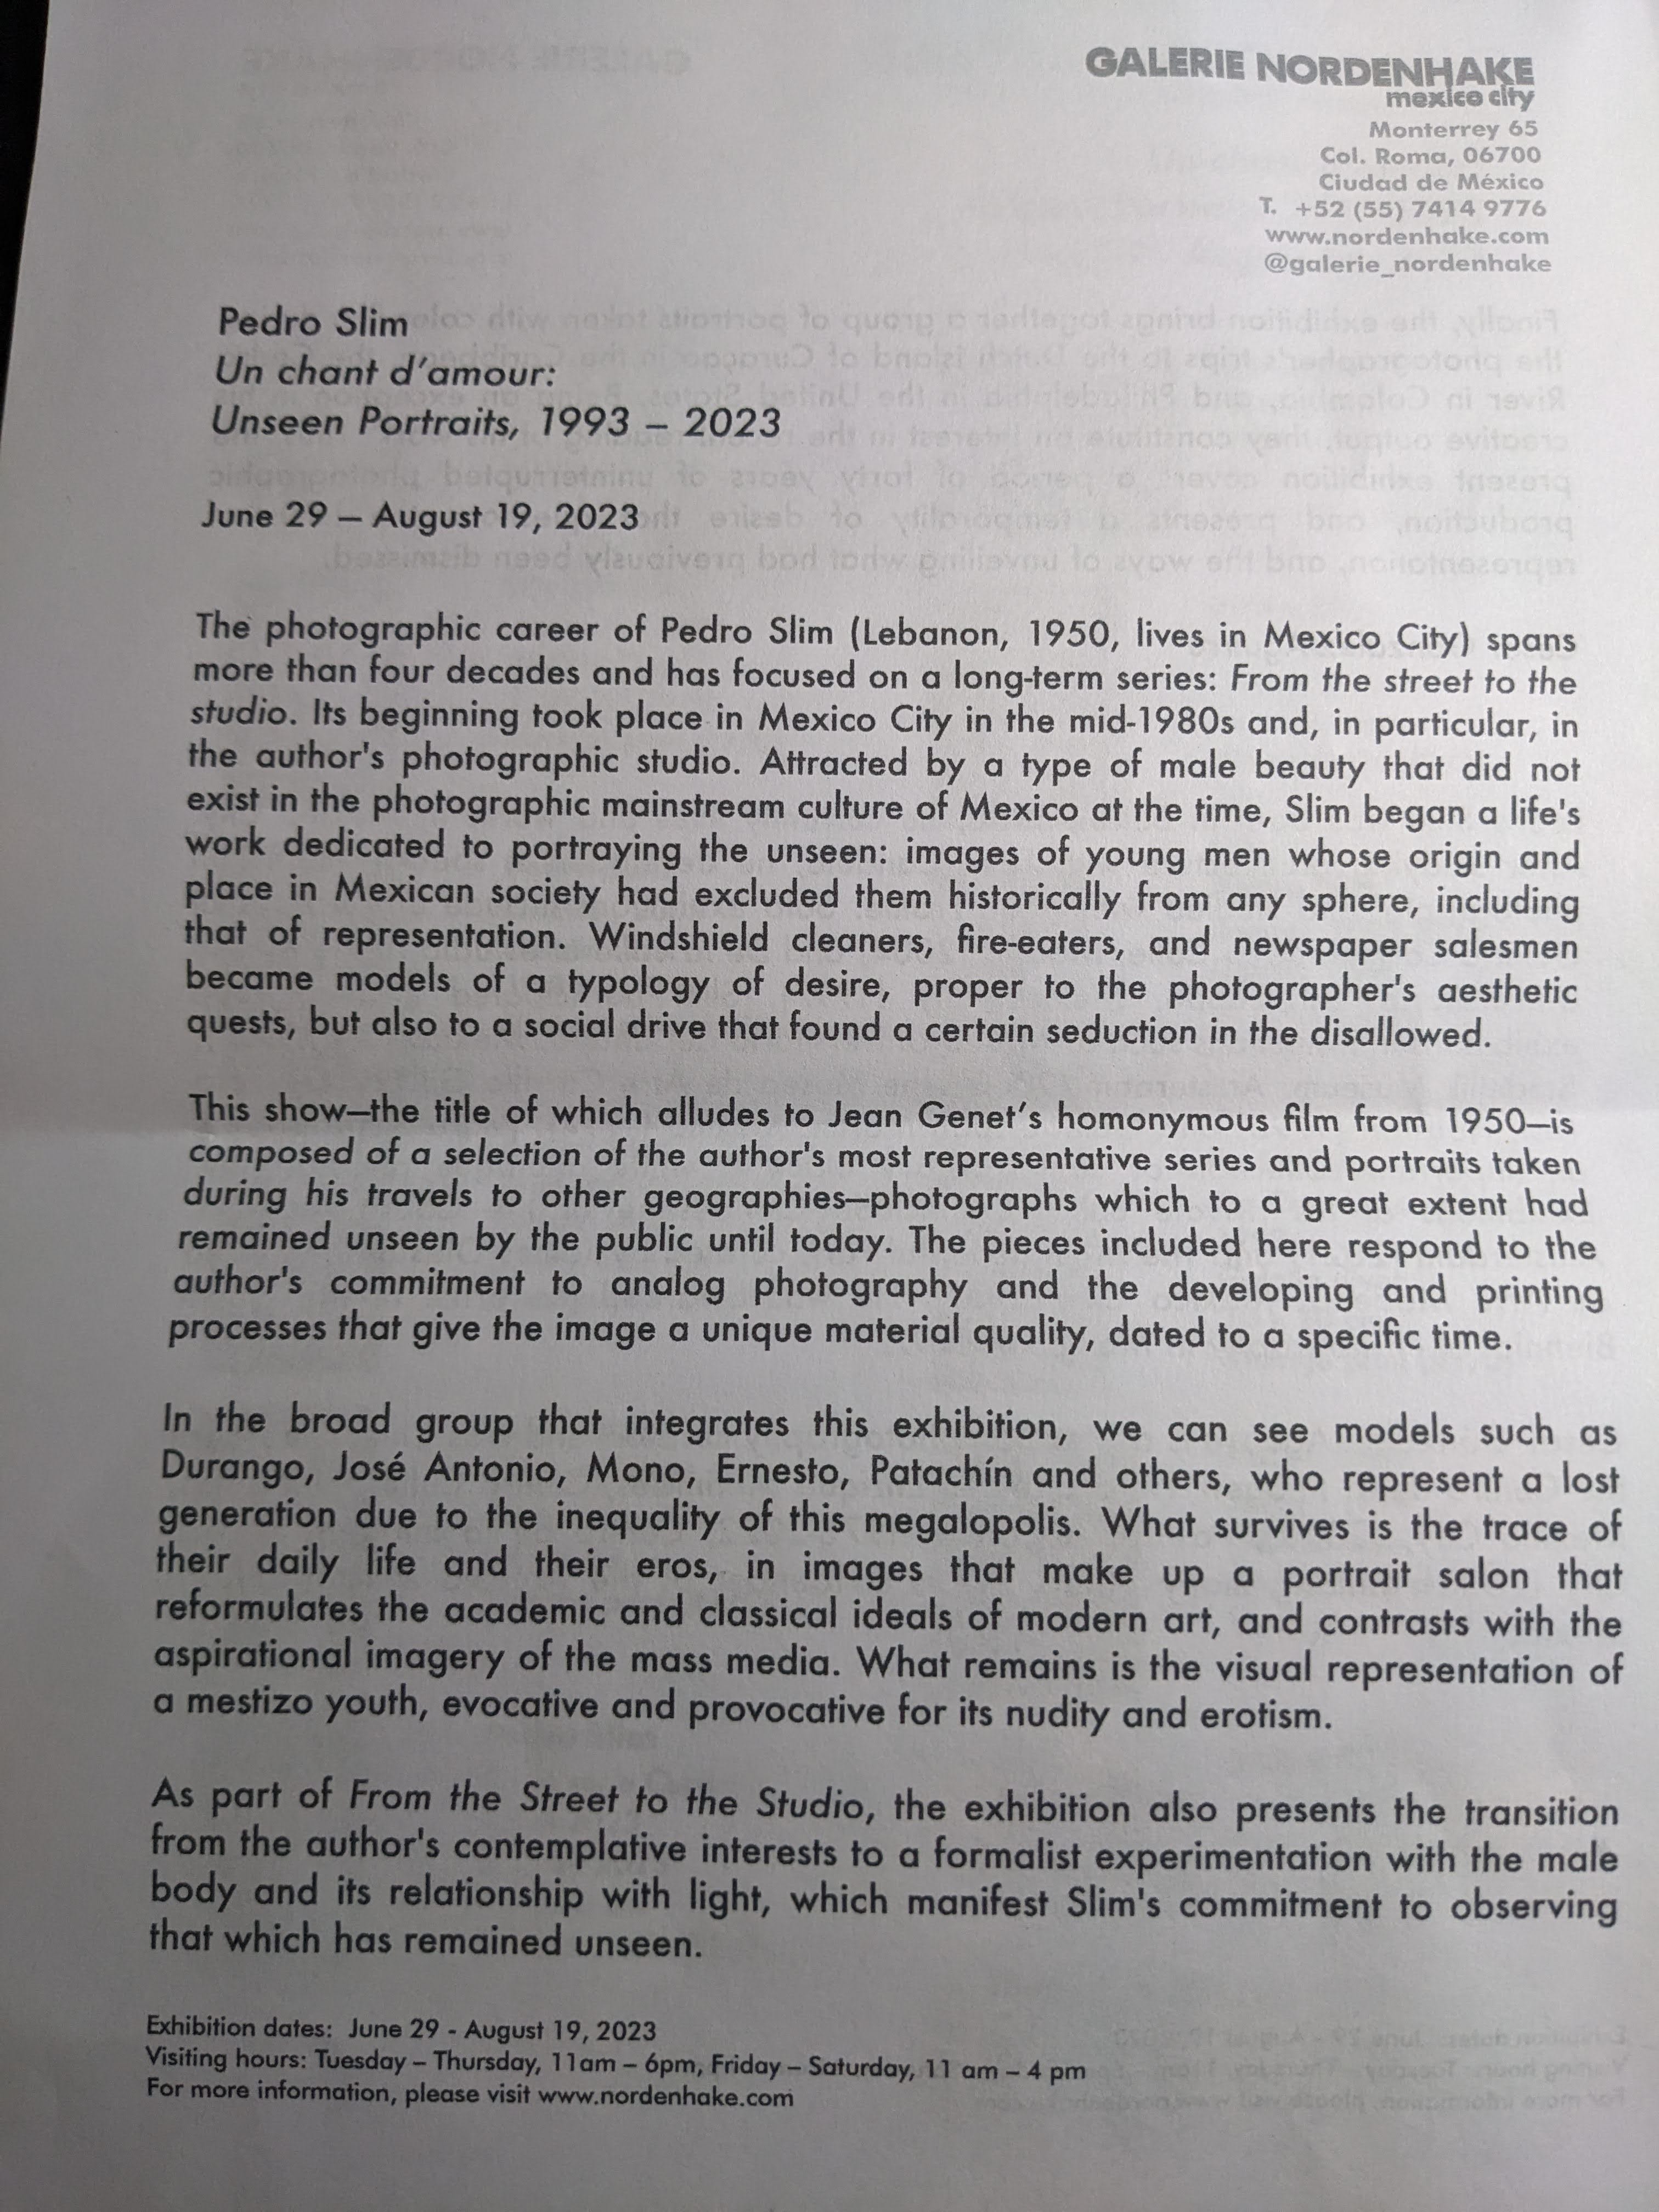 GALERIE NORDENHAKE
mexico city
Monterrey 65
Col. Roma, 06700
Ciudad de México
T. +52 (55) 7414 9776
www.nordenhake.com
@galerie_nordenhake
Pedro Slim
Un chant d'amour:
Unseen Portraits, 1993 – 2023
June 29 – August 19, 2023
The photographic career of Pedro Slim (Lebanon, 1950, lives in Mexico City) spans
more than four decades and has focused on a long-term series: From the street to the
studio. Its beginning took place in Mexico City in the mid-1980s and, in particular, in
the author's photographic studio. Attracted by a type of male beauty that did not
exist in the photographic mainstream culture of Mexico at the time, Slim began a life's
work dedicated to portraying the unseen: images of young men whose origin and
place in Mexican society had excluded them historically from any sphere, including
that of representation. Windshield cleaners, fire-eaters, and newspaper salesmen
became models of a typology of desire, proper to the photographer's aesthetic
quests, but also to a social drive that found a certain seduction in the disallowed.
This show—the title of which alludes to Jean Genet's homonymous film from 1950—is
composed of a selection of the author's most representative series and portraits taken
during his travels to other geographies—photographs which to a great extent had
remained unseen by the public until today. The pieces included here respond to the
author's commitment to analog photography and the developing and printing
processes that give the image a unique material quality, dated to a specific time.
In the broad group that integrates this exhibition, we can see models such as
Durango, José Antonio, Mono, Ernesto, Patachín and others, who represent a lost
generation due to the inequality of this megalopolis. What survives is the trace of
their daily life and their eros, in images that make up a portrait salon that
reformulates the academic and classical ideals of modern art, and contrasts with the
aspirational imagery of the mass media. What remains is the visual representation of
a mestizo youth, evocative and provocative for its nudity and erotism.
As part of From the Street to the Studio, the exhibition also presents the transition
from the author's contemplative interests to a formalist experimentation with the male
body and its relationship with light, which manifest Slim's commitment to observing
that which has remained unseen.
Exhibition dates: June 29 - August 19, 2023
Visiting hours: Tuesday – Thursday, 11am – 6pm, Friday – Saturday, 11 am – 4 pm
For more information, please visit www.nordenhake.com